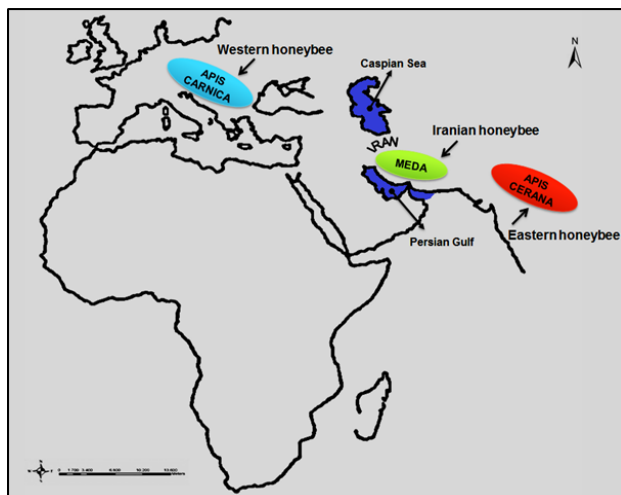 Western honeybee
N
APIS
CARNICA
Caspian Sea
Iranian honeybee
IRAN
MEDA
APIS
CERANA
Eastern honeybee
Persian Gulf